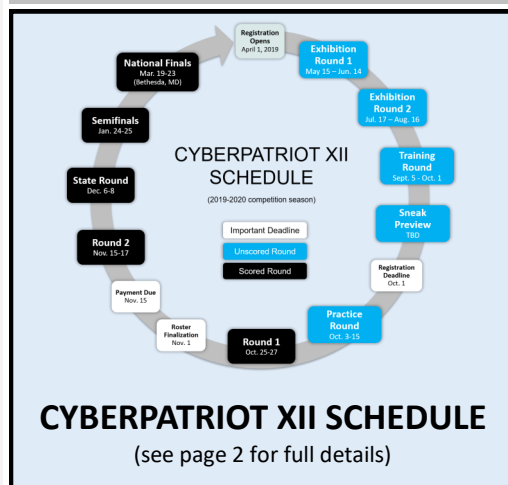 Registration
Opens
April 1, 2019
Exhibition
Round 1
May 15 – Jun. 14
Exhibition
Round 2
Jul. 17 – Aug. 16
Training
Round
Sept. 5 - Oct. 1
Sneak
Preview
TBD
Registration
Deadline
Oct. 1
Practice
Round
Oct. 3-15
Round 1
Oct. 25-27
Roster
Finalization
Nov. 1
Payment Due
Nov. 15
Round 2
Nov. 15-17
State Round
Dec. 6-8
Semifinals
Jan. 24-25
National Finals
Mar. 19-23
(Bethesda, MD)
CYBERPATRIOT XII
SCHEDULE
(2019-2020 competition season)
Important Deadline
Unscored Round
Scored Round
CYBERPATRIOT XII SCHEDULE
(see page 2 for full details)